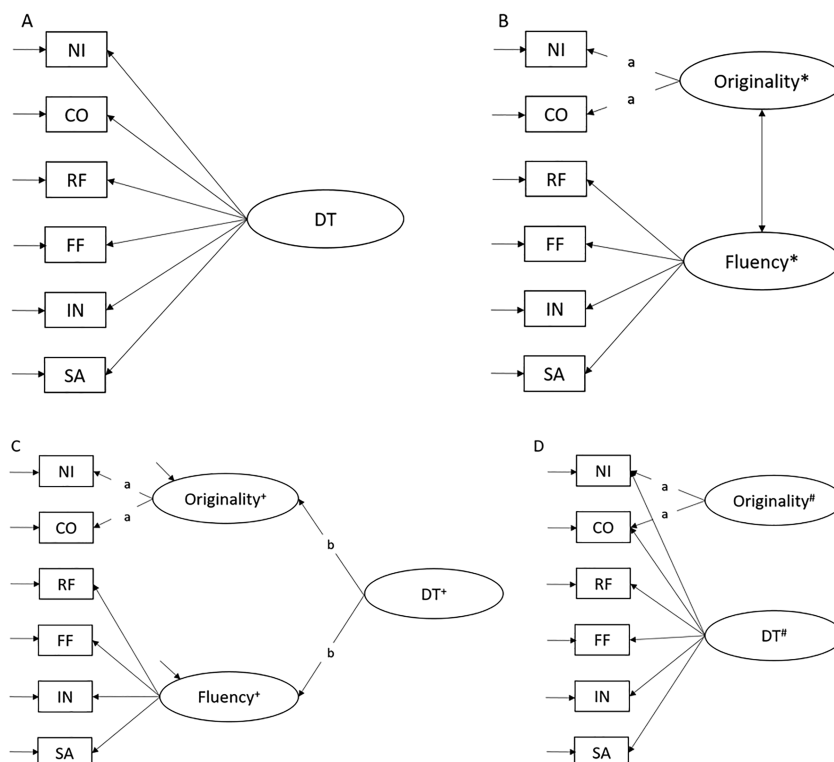 A
NI
CO
RF
FF
IN
SA
DT
B
NI
CO
RF
FF
IN
SA
a
a
Originality*
Fluency*
C
NI
CO
RF
FF
IN
SA
a
a
Originality⁺
Fluency⁺
b
b
DT⁺
D
NI
CO
RF
FF
IN
SA
a
a
Originality#
DT#